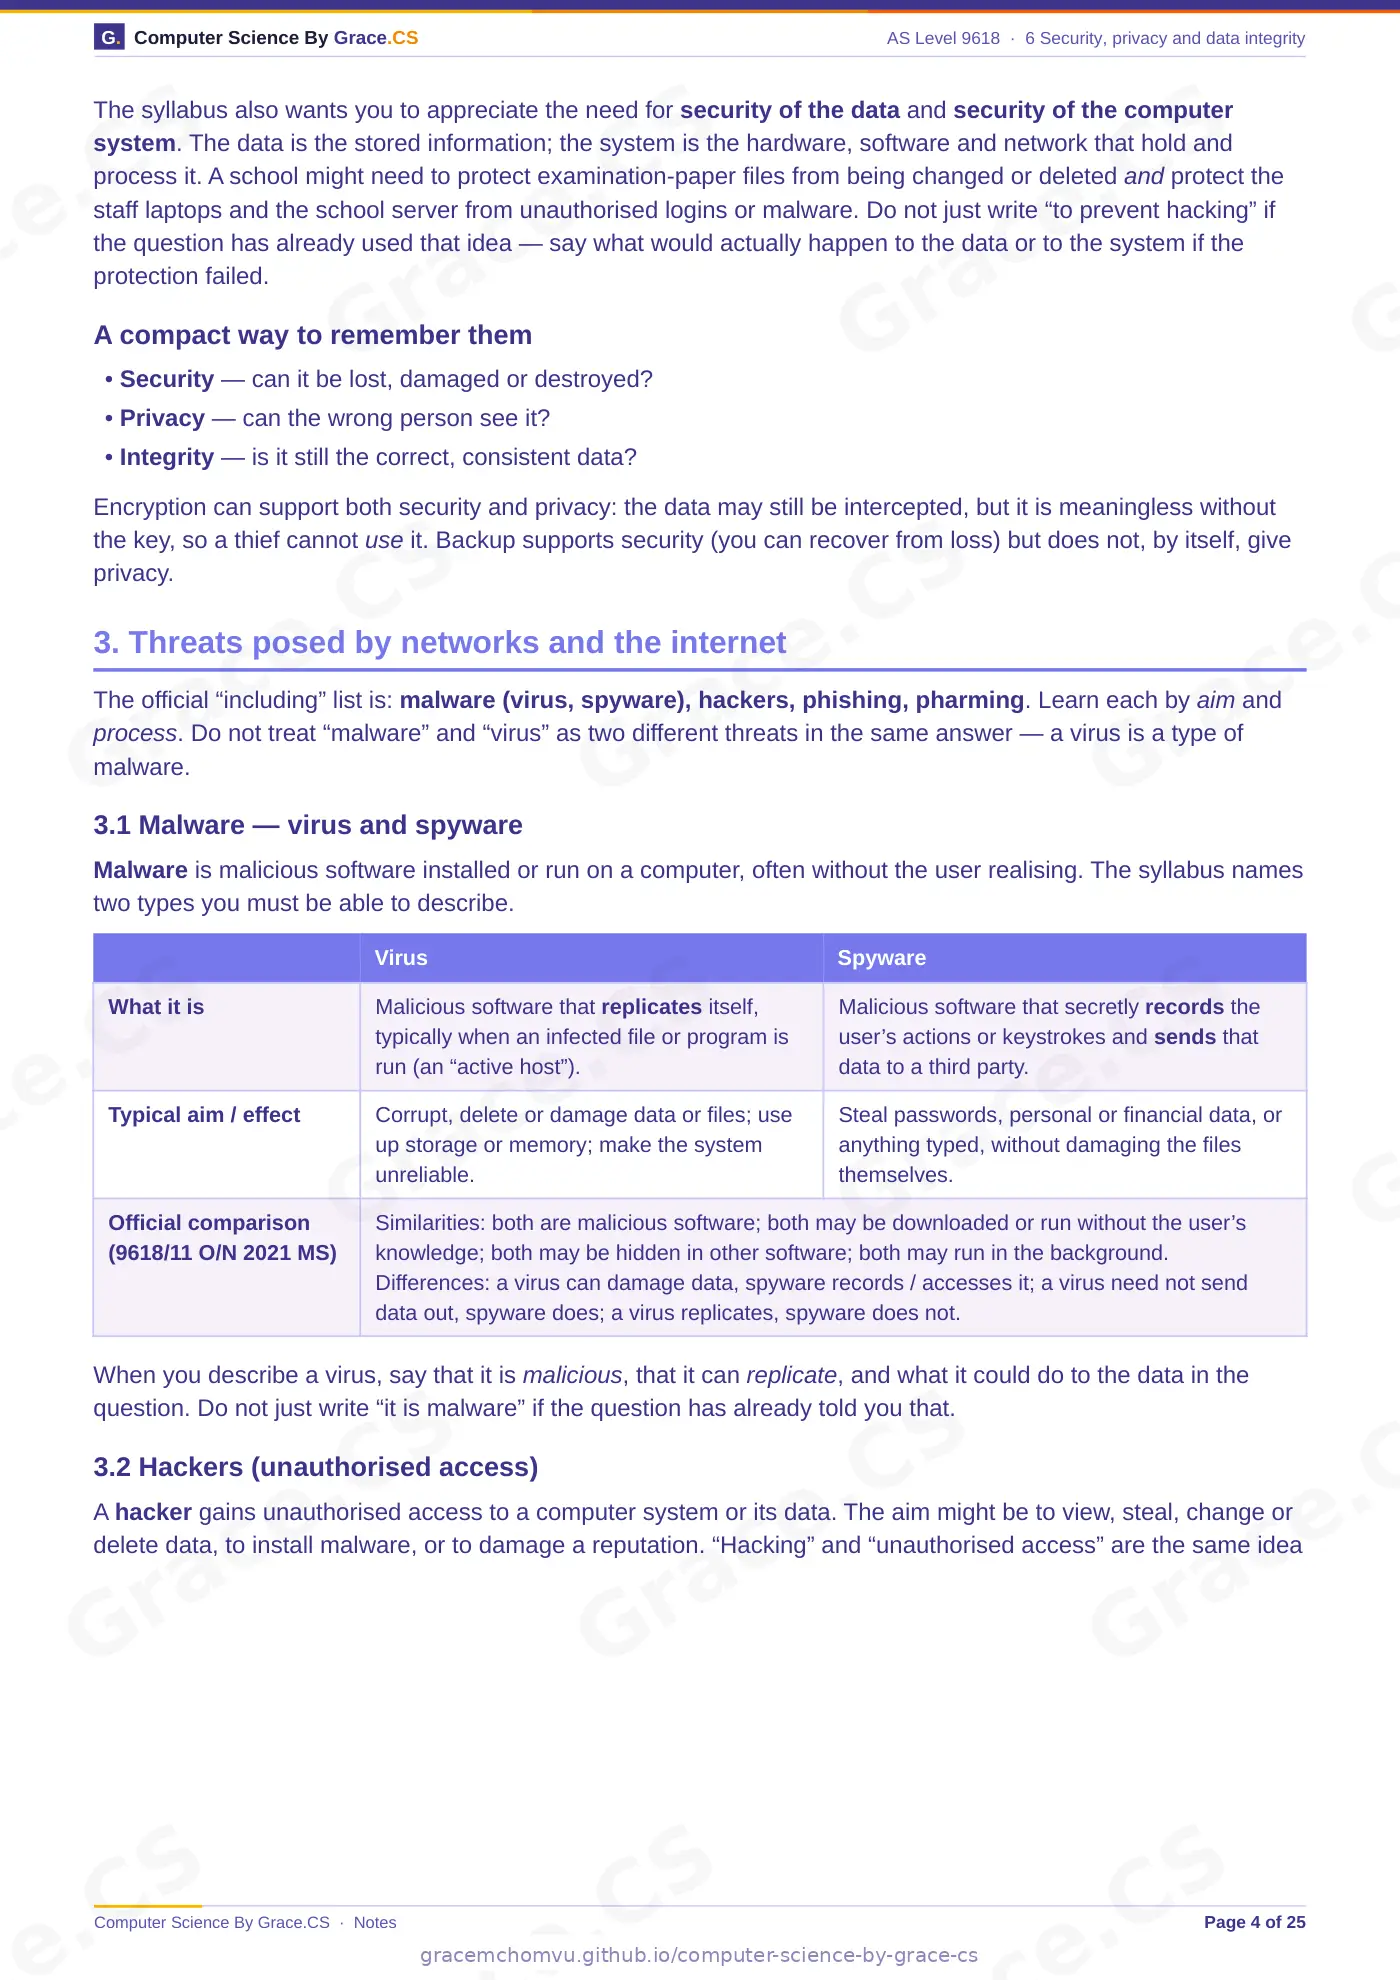 G. Computer Science By Grace.CS
AS Level 9618 · 6 Security, privacy and data integrity
The syllabus also wants you to appreciate the need for security of the data and security of the computer
system. The data is the stored information; the system is the hardware, software and network that hold and
process it. A school might need to protect examination-paper files from being changed or deleted and protect the
staff laptops and the school server from unauthorised logins or malware. Do not just write “to prevent hacking” if
the question has already used that idea — say what would actually happen to the data or to the system if the
protection failed.
A compact way to remember them
• Security — can it be lost, damaged or destroyed?
• Privacy — can the wrong person see it?
• Integrity — is it still the correct, consistent data?
Encryption can support both security and privacy: the data may still be intercepted, but it is meaningless without
the key, so a thief cannot use it. Backup supports security (you can recover from loss) but does not, by itself, give
privacy.
3. Threats posed by networks and the internet
The official “including” list is: malware (virus, spyware), hackers, phishing, pharming. Learn each by aim and
process. Do not treat “malware” and “virus” as two different threats in the same answer — a virus is a type of
malware.
3.1 Malware — virus and spyware
Malware is malicious software installed or run on a computer, often without the user realising. The syllabus names
two types you must be able to describe.
Virus
Spyware
What it is
Malicious software that replicates itself,
typically when an infected file or program is
run (an “active host”).
Malicious software that secretly records the
user’s actions or keystrokes and sends that
data to a third party.
Typical aim / effect
Corrupt, delete or damage data or files; use
up storage or memory; make the system
unreliable.
Steal passwords, personal or financial data, or
anything typed, without damaging the files
themselves.
Official comparison
(9618/11 O/N 2021 MS)
Similarities: both are malicious software; both may be downloaded or run without the user’s
knowledge; both may be hidden in other software; both may run in the background.
Differences: a virus can damage data, spyware records / accesses it; a virus need not send
data out, spyware does; a virus replicates, spyware does not.
When you describe a virus, say that it is malicious, that it can replicate, and what it could do to the data in the
question. Do not just write “it is malware” if the question has already told you that.
3.2 Hackers (unauthorised access)
A hacker gains unauthorised access to a computer system or its data. The aim might be to view, steal, change or
delete data, to install malware, or to damage a reputation. “Hacking” and “unauthorised access” are the same idea
Computer Science By Grace.CS · Notes
Page 4 of 25
gracemchomvu.github.io/computer-science-by-grace-cs